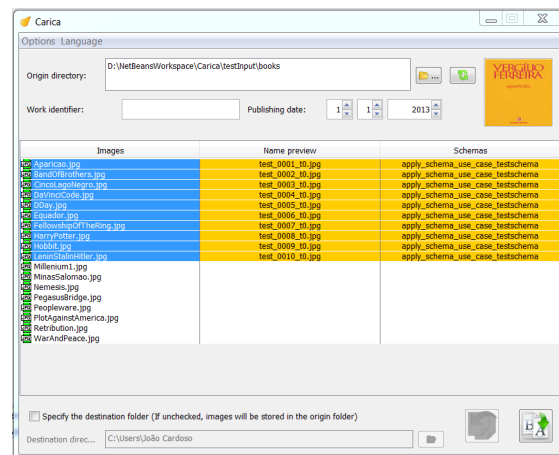 Carica
Options Language
Origin directory:
D:\NetBeansWorkspace\Carica\testInput\books
...
VERGÍLIO
FERREIRA
aparição
Work identifier:
Publishing date:
1
1
2013
Images Name preview Schemas
Aparicao.jpg test_0001_t0.jpg apply_schema_use_case_testschema
BandOfBrothers.jpg test_0002_t0.jpg apply_schema_use_case_testschema
CincoLagoNegro.jpg test_0003_t0.jpg apply_schema_use_case_testschema
DaVinciCode.jpg test_0004_t0.jpg apply_schema_use_case_testschema
DDay.jpg test_0005_t0.jpg apply_schema_use_case_testschema
Equador.jpg test_0006_t0.jpg apply_schema_use_case_testschema
FellowshipOfTheRing.jpg test_0007_t0.jpg apply_schema_use_case_testschema
HarryPotter.jpg test_0008_t0.jpg apply_schema_use_case_testschema
Hobbit.jpg test_0009_t0.jpg apply_schema_use_case_testschema
LeninStalinHitler.jpg test_0010_t0.jpg apply_schema_use_case_testschema
Millenium1.jpg
MinasSalomao.jpg
Nemesis.jpg
PegasusBridge.jpg
Peopleware.jpg
PlotAgainstAmerica.jpg
Retribution.jpg
WarAndPeace.jpg
Specify the destination folder (If unchecked, images will be stored in the origin folder)
Destination direc...
C:\Users\João Cardoso
B
A